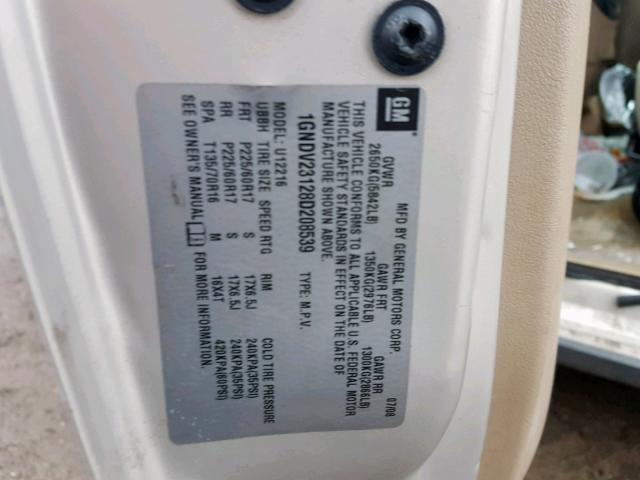 GM
MFD BY GENERAL MOTORS CORP. 07/08
GVWR GAWR FRT GAWR RR
2650KG(5842LB) 1350KG(2976LB) 1300KG(2866LB)
THIS VEHICLE CONFORMS TO ALL APPLICABLE U.S. FEDERAL MOTOR
VEHICLE SAFETY STANDARDS IN EFFECT ON THE DATE OF
MANUFACTURE SHOWN ABOVE.
1GNDV23128D208539 TYPE: M.P.V.
MODEL: U12216
UBBH TIRE SIZE SPEED RTG RIM COLD TIRE PRESSURE
FRT P225/60R17 S 17X6.5J 240KPA(35PSI)
RR P225/60R17 S 17X6.5J 240KPA(35PSI)
SPA T135/70R16 M 16X4T 420KPA(60PSI)
SEE OWNER'S MANUAL FOR MORE INFORMATION.